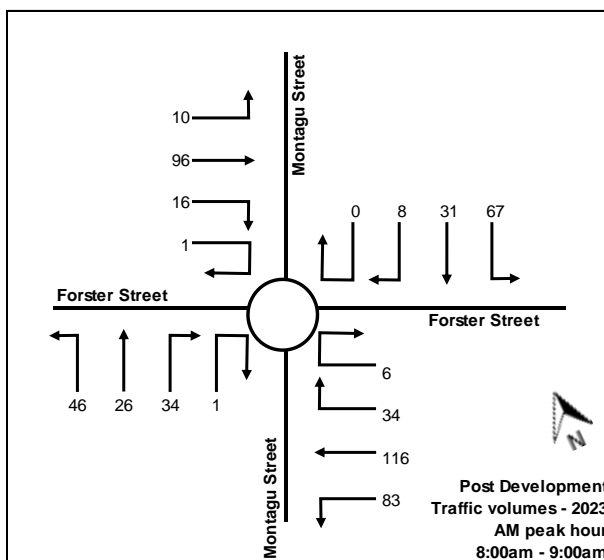 Montagu Street
10
96
16
1
0 8 31 67
Forster Street
Forster Street
46 26 34 1
6
34
116
83
Montagu Street
N
Post Development
Traffic volumes - 2023
AM peak hour
8:00am - 9:00am